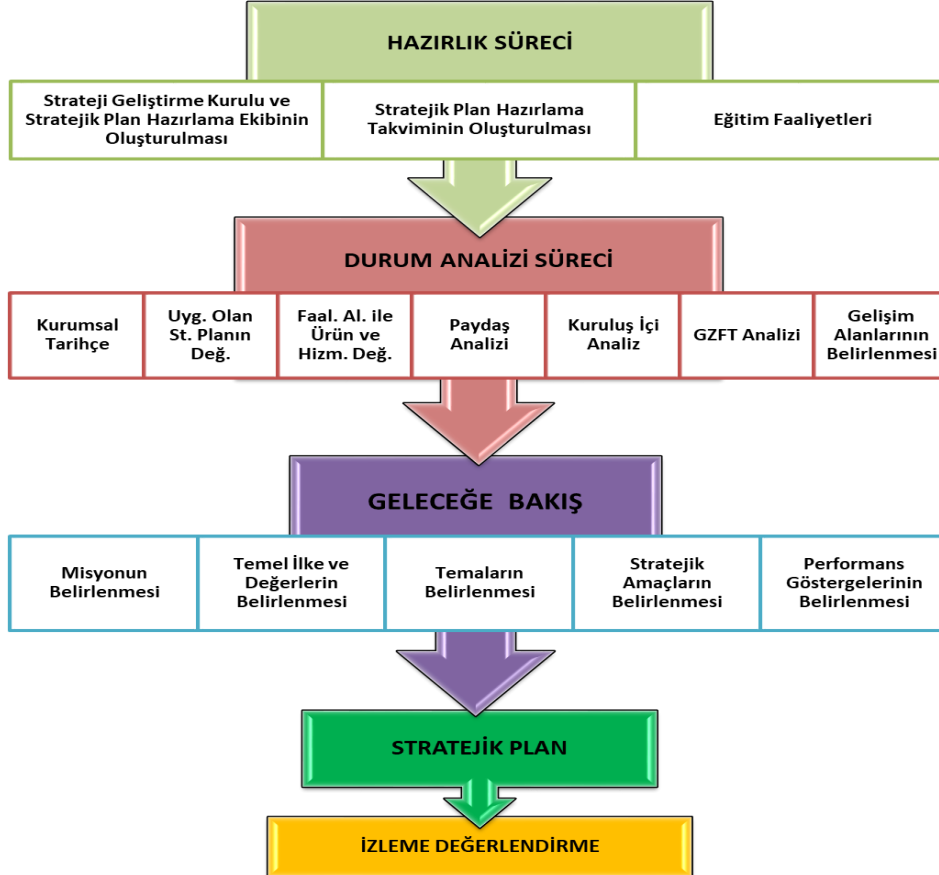 HAZIRLIK SÜRECİ
Strateji Geliştirme Kurulu ve
Stratejik Plan Hazırlama Ekibinin
Oluşturulması
Stratejik Plan Hazırlama
Takviminin Oluşturulması
Eğitim Faaliyetleri
DURUM ANALİZİ SÜRECİ
Kurumsal
Tarihçe
Uyg. Olan
St. Planın
Değ.
Faal. Al. ile
Ürün ve
Hizm. Değ.
Paydaş
Analizi
Kuruluş İçi
Analiz
GZFT Analizi
Gelişim
Alanlarının
Belirlenmesi
GELECEĞE BAKIŞ
Misyonun
Belirlenmesi
Temel İlke ve
Değerlerin
Belirlenmesi
Temaların
Belirlenmesi
Stratejik
Amaçların
Belirlenmesi
Performans
Göstergelerinin
Belirlenmesi
STRATEJİK PLAN
İZLEME DEĞERLENDİRME